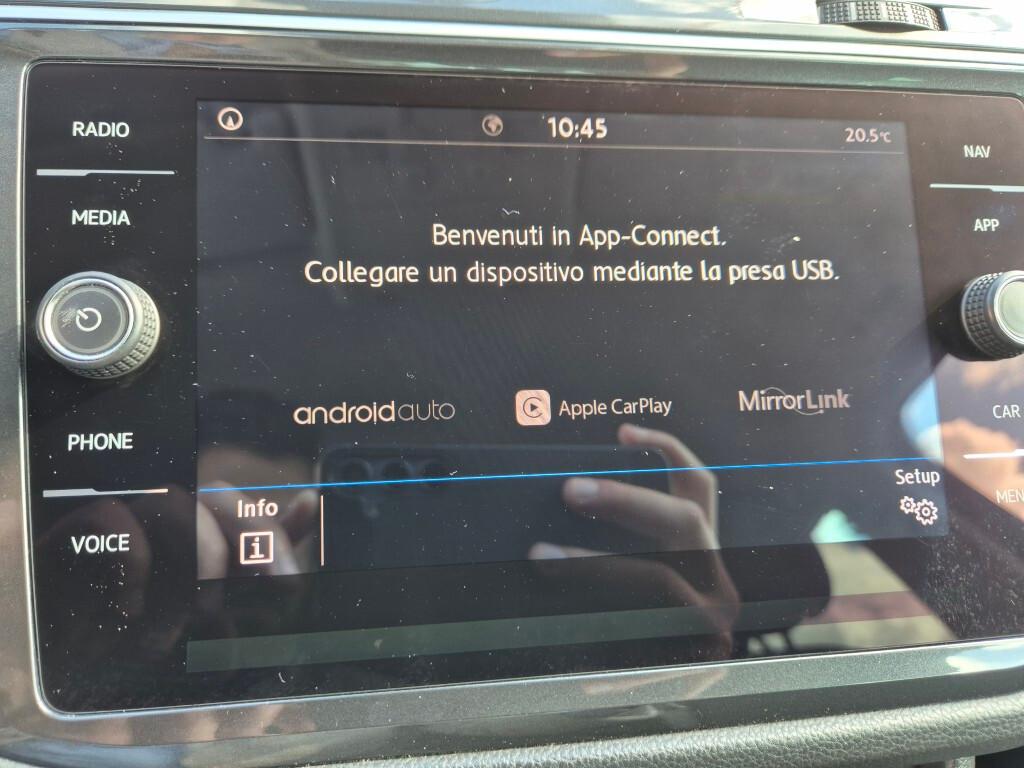 RADIO
MEDIA
PHONE
VOICE
10:45
20.5°C
Benvenuti in App-Connect.
Collegare un dispositivo mediante la presa USB.
androidauto
Apple CarPlay
MirrorLink
Info
i
Setup
NAV
APP
CAR
MEN